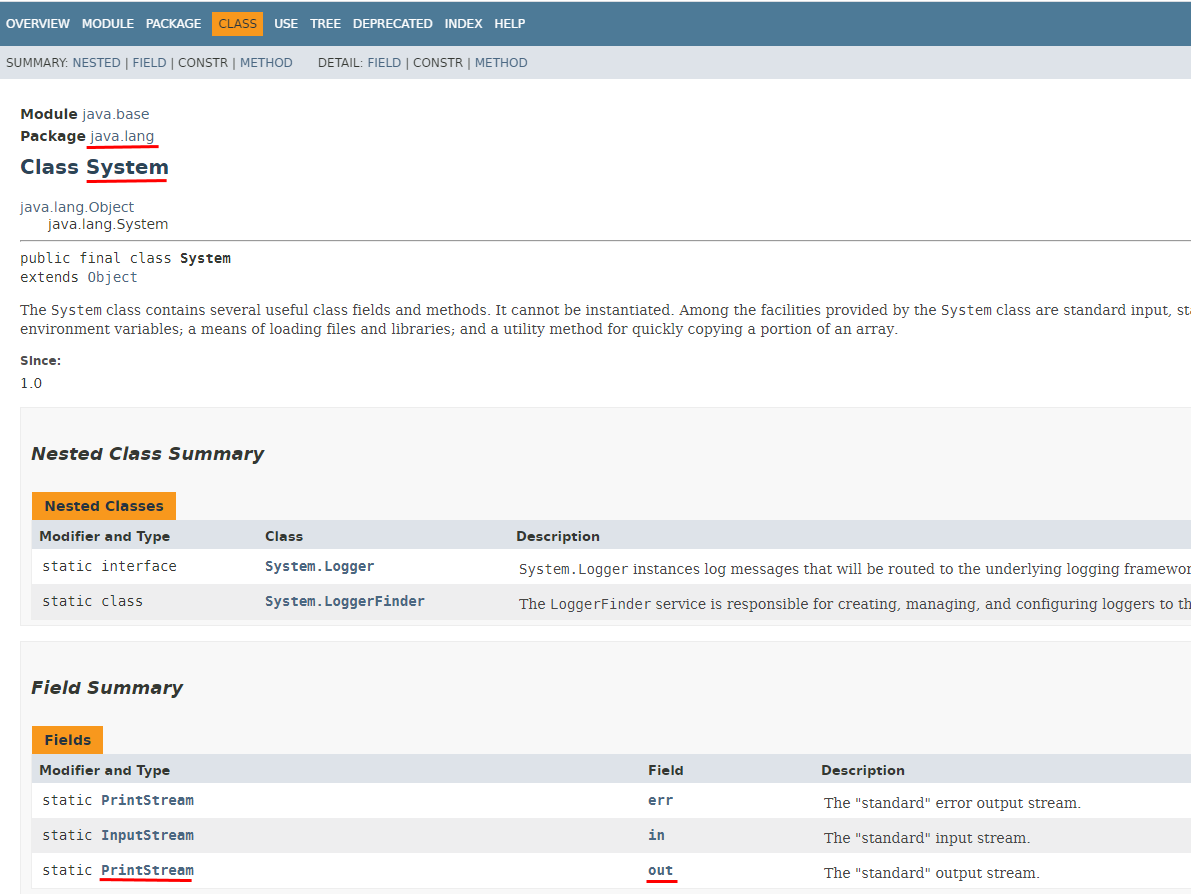 OVERVIEW MODULE PACKAGE CLASS USE TREE DEPRECATED INDEX HELP
SUMMARY: NESTED | FIELD | CONSTR | METHOD DETAIL: FIELD | CONSTR | METHOD
Module java.base
Package java.lang
Class System
java.lang.Object
java.lang.System
public final class System
extends Object
The System class contains several useful class fields and methods. It cannot be instantiated. Among the facilities provided by the System class are standard input,
environment variables; a means of loading files and libraries; and a utility method for quickly copying a portion of an array.
Since:
1.0
Nested Class Summary
Nested Classes
Modifier and Type Class Description
static interface System.Logger System.Logger instances log messages that will be routed to the underlying logging
static class System.LoggerFinder The LoggerFinder service is responsible for creating, managing, and configuring loggers to
Field Summary
Fields
Modifier and Type Field Description
static PrintStream err The "standard" error output stream.
static InputStream in The "standard" input stream.
static PrintStream out The "standard" output stream.